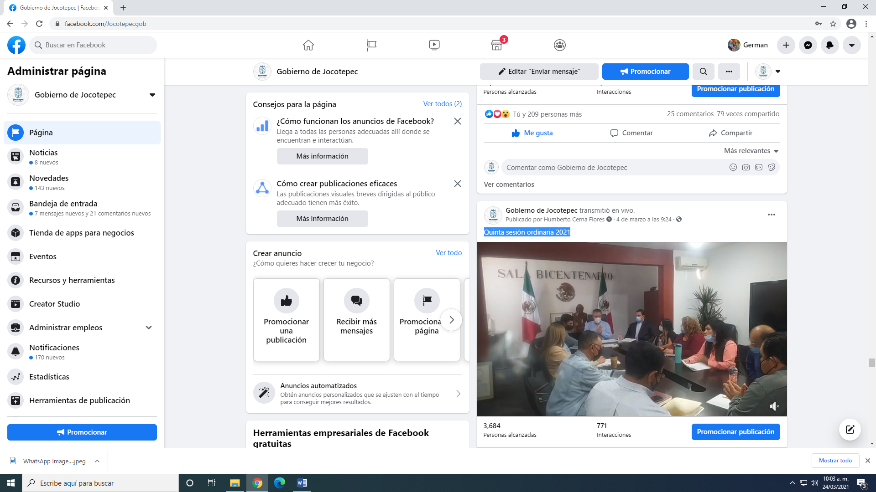 Gobierno de Jocotepec | Facebo
facebook.com/Jocotepecgob
Buscar en Facebook
3
German
Administrar página
Gobierno de Jocotepec
Página
Noticias
8 nuevos
Novedades
143 nuevos
Bandeja de entrada
7 mensajes nuevos y 21 comentarios nuevos
Tienda de apps para negocios
Eventos
Recursos y herramientas
Creator Studio
Administrar empleos
Notificaciones
170 nuevos
Estadísticas
Herramientas de publicación
Promocionar
Gobierno de Jocotepec
Editar "Enviar mensaje"
Promocionar
Consejos para la página
Ver todos (2)
¿Cómo funcionan los anuncios de Facebook?
Llega a todas las personas adecuadas allí donde se
encuentren e interactúan.
Más información
Cómo crear publicaciones eficaces
Las publicaciones visuales breves dirigidas al público
adecuado tienen más éxito.
Más información
Crear anuncio
Ver todo
¿Cómo quieres hacer crecer tu negocio?
Promocionar
una
publicación
Recibir más
mensajes
Promociona
página
Anuncios automatizados
Obtén anuncios personalizados que se ajusten con el tiempo
para conseguir mejores resultados.
Herramientas empresariales de Facebook
gratuitas
Personas alcanzadas
Interacciones
Promocionar publicación
Tú y 209 personas más
25 comentarios 79 veces compartido
Me gusta
Comentar
Compartir
Más relevantes
Comentar como Gobierno de Jocotepec
Ver comentarios
Gobierno de Jocotepec transmitió en vivo.
Publicado por Humberto Cerna Flores · 4 de marzo a las 9:24 ·
Quinta sesión ordinaria 2021
SALA BICENTENARIO
3,684
Personas alcanzadas
771
Interacciones
Promocionar publicación
WhatsApp Image....jpeg
Mostrar todo
Escribe aquí para buscar
24/03/2021